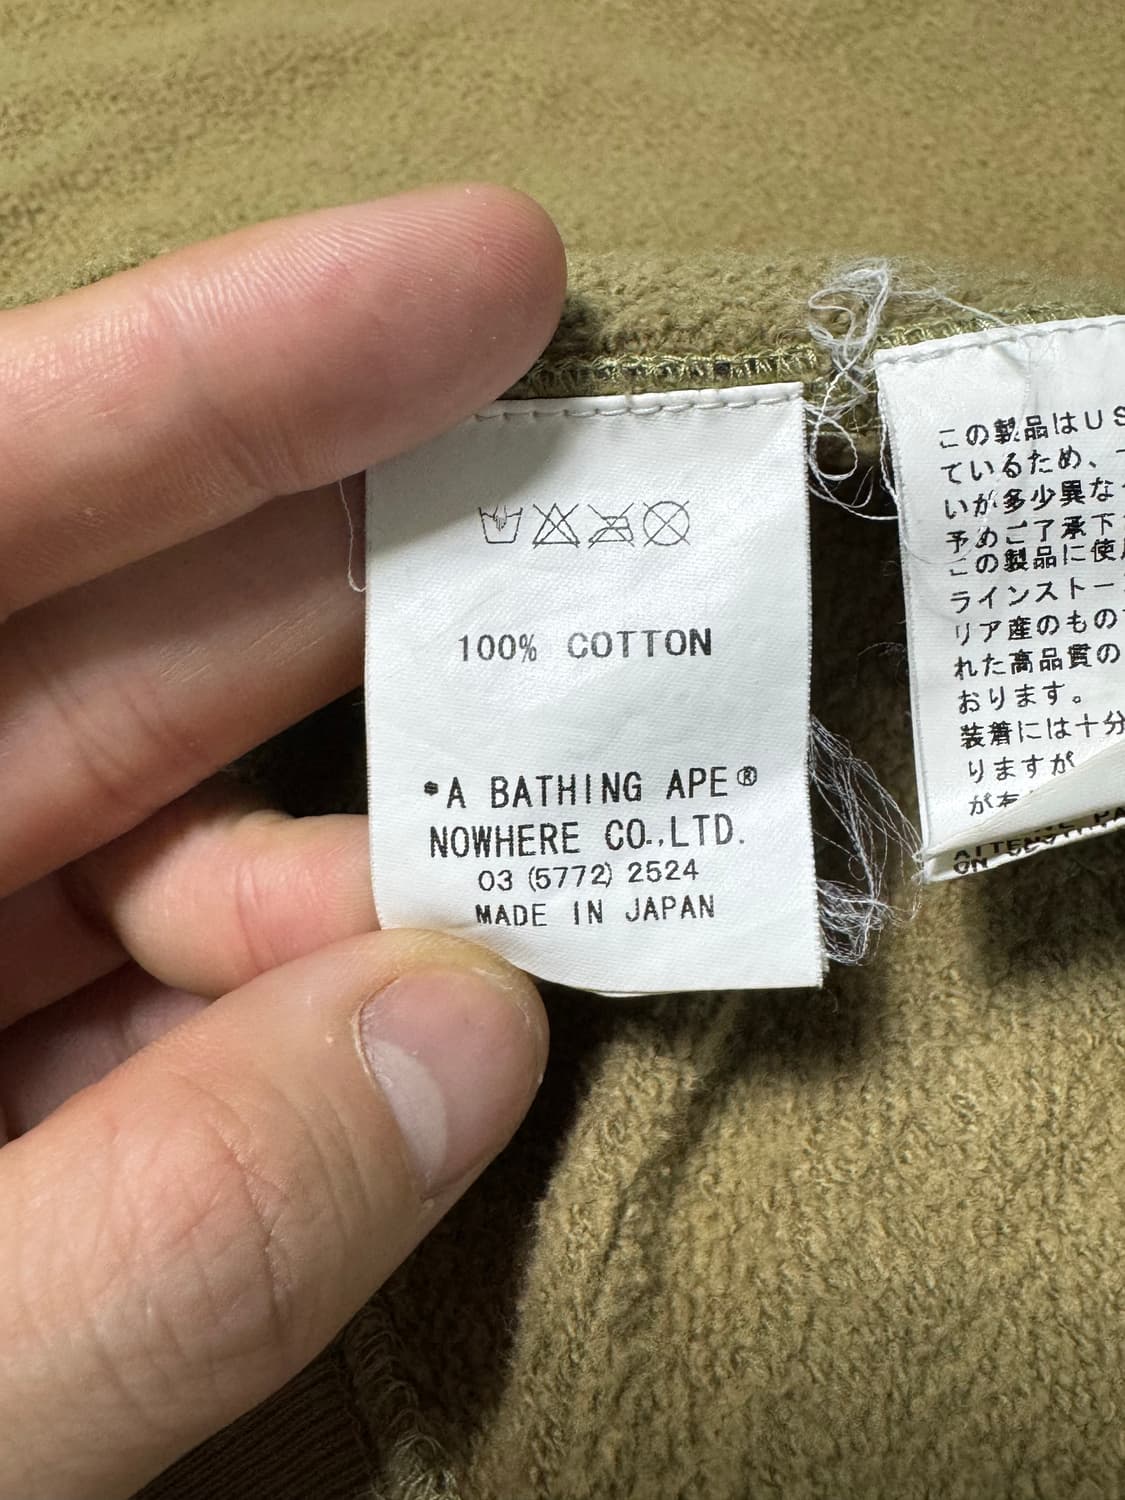 100% COTTON
*A BATHING APE®
NOWHERE CO.,LTD.
03 (5772) 2524
MADE IN JAPAN
この製品はUS
ているため、
いが多少異な
予めご了承下
この製品に使
ラインストー
リア産のもの
れた高品質の
おります。
装着には十分
りますが